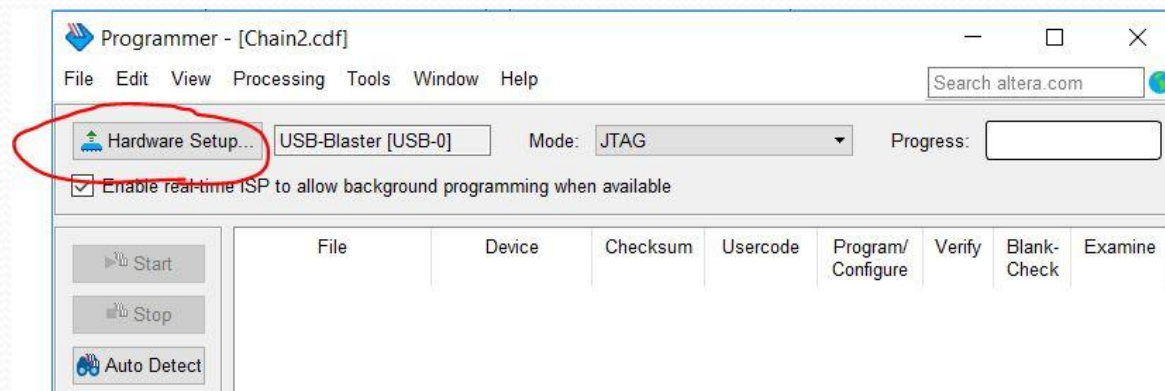 Programmer - [Chain2.cdf]
File Edit View Processing Tools Window Help
Search altera.com
Hardware Setup... USB-Blaster [USB-0] Mode: JTAG Progress:
Enable real-time ISP to allow background programming when available
File Device Checksum Usercode Program/ Verify Blank- Examine
Configure Check
Start
Stop
Auto Detect